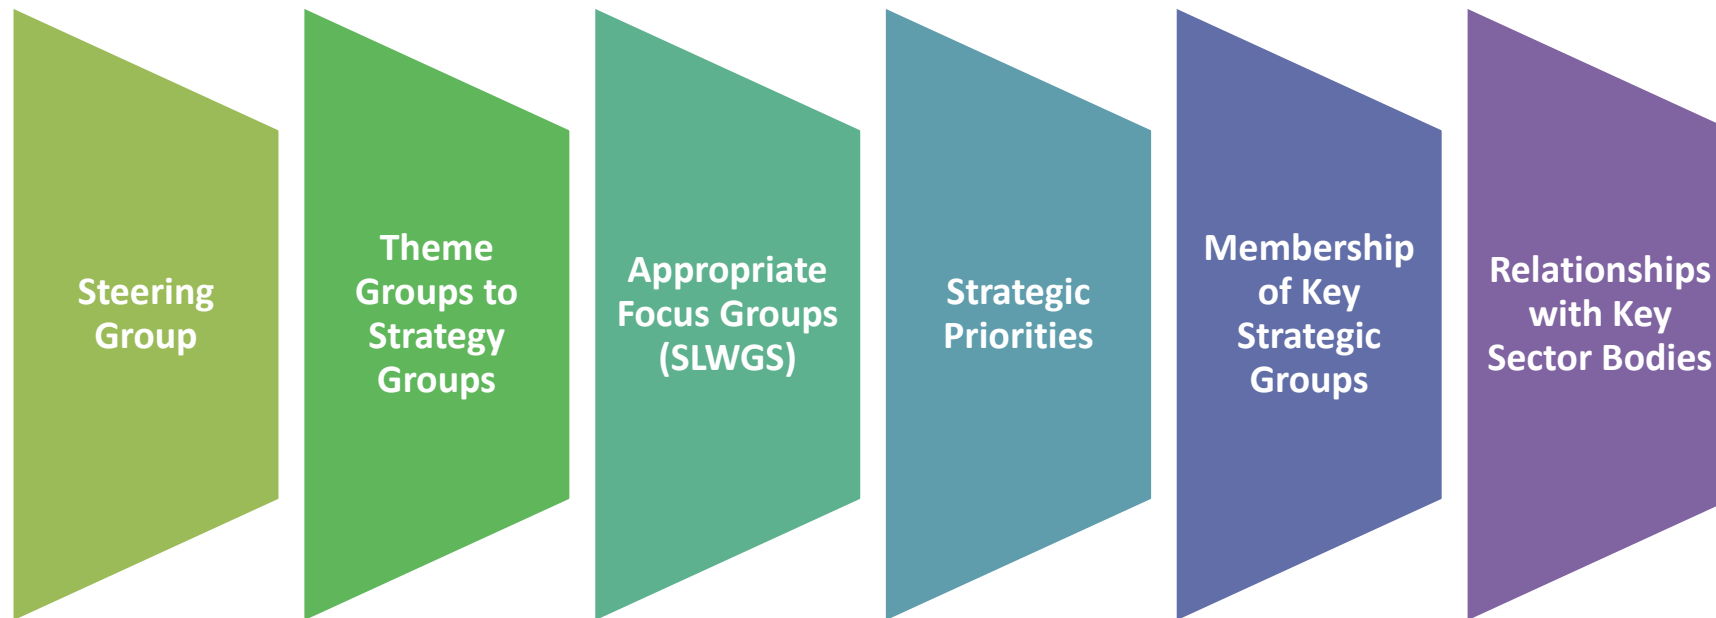 Steering
Group
Theme
Groups to
Strategy
Groups
Appropriate
Focus Groups
(SLWGS)
Strategic
Priorities
Membership
of Key
Strategic
Groups
Relationships
with Key
Sector Bodies